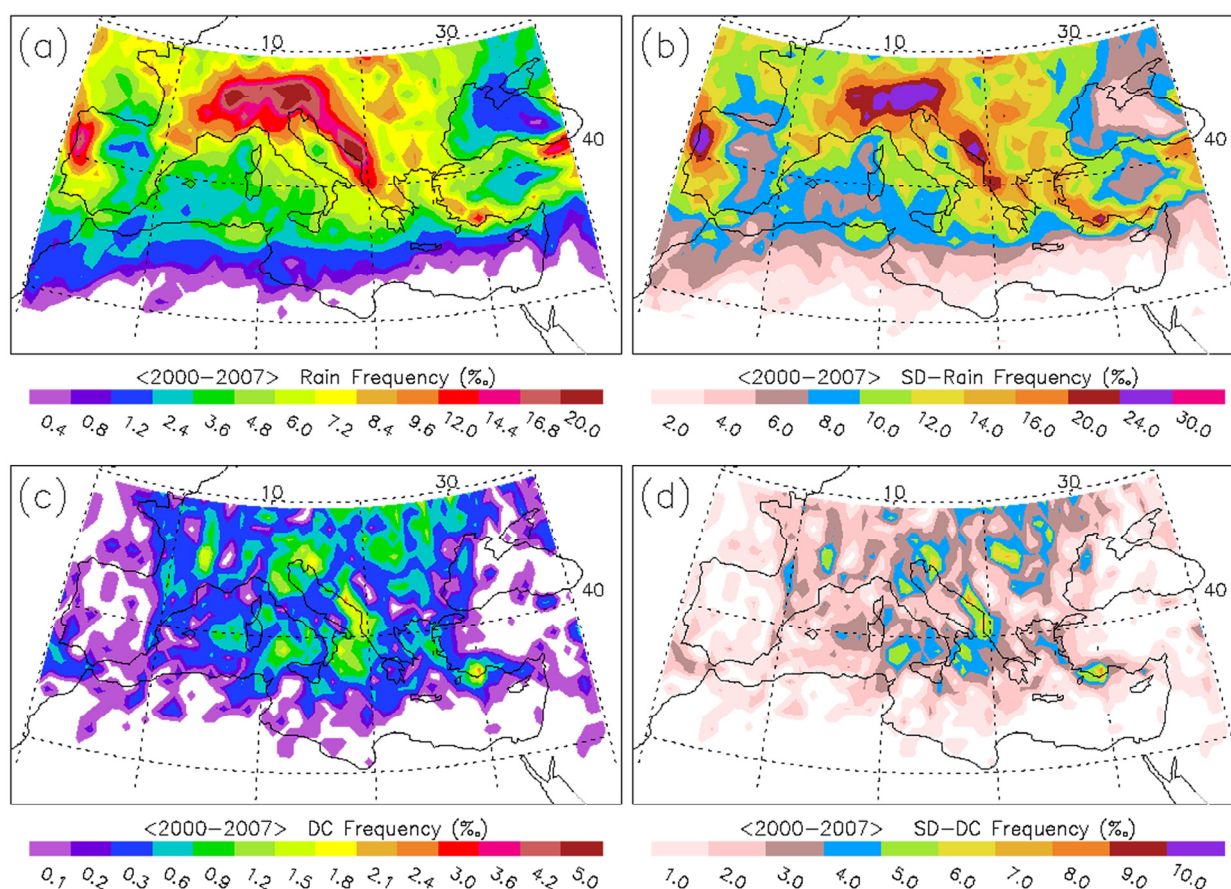 (a)
10
30
40
(b)
10
30
40
<2000-2007> Rain Frequency (‰)
0.4 0.8 1.2 2.4 3.6 4.8 6.0 7.2 8.4 9.6 12.0 14.4 16.8 20.0
<2000-2007> SD-Rain Frequency (‰)
2.0 4.0 6.0 8.0 10.0 12.0 14.0 16.0 20.0 24.0 30.0
(c)
10
30
40
(d)
10
30
40
<2000-2007> DC Frequency (‰)
0.1 0.2 0.3 0.6 0.9 1.2 1.5 1.8 2.1 2.4 3.0 3.6 4.2 5.0
<2000-2007> SD-DC Frequency (‰)
1.0 2.0 3.0 4.0 5.0 6.0 7.0 8.0 9.0 10.0